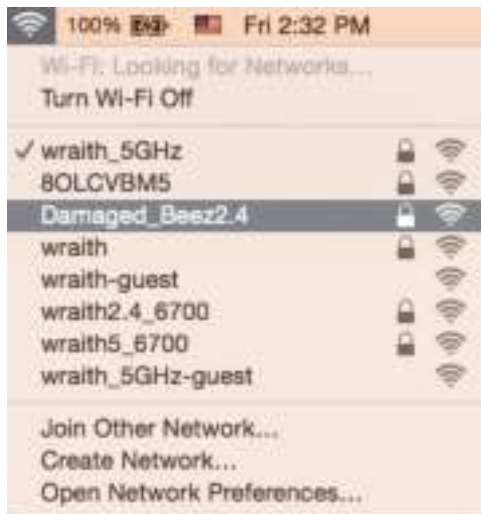 100% Fri 2:32 PM
Wi-Fi: Looking for Networks...
Turn Wi-Fi Off
✓ wraith_5GHz
8OLCVBM5
Damaged_Beez2.4
wraith
wraith-guest
wraith2.4_6700
wraith5_6700
wraith_5GHz-guest
Join Other Network...
Create Network...
Open Network Preferences...